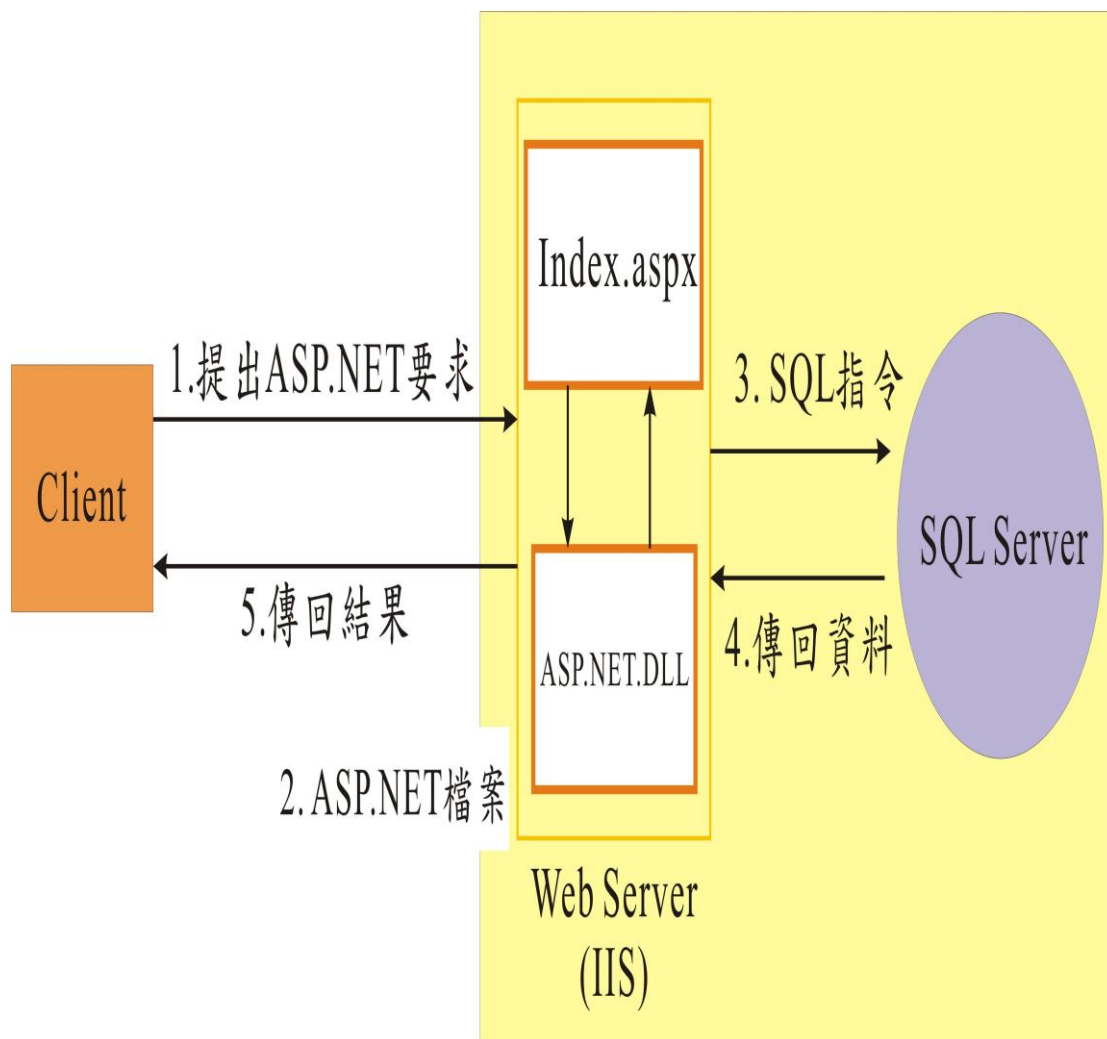 Index.aspx
1.提出ASP.NET要求
3. SQL指令
Client
SQL Server
5.傳回結果
ASP.NET.DLL
4.傳回資料
2. ASP.NET檔案
Web Server
(IIS)